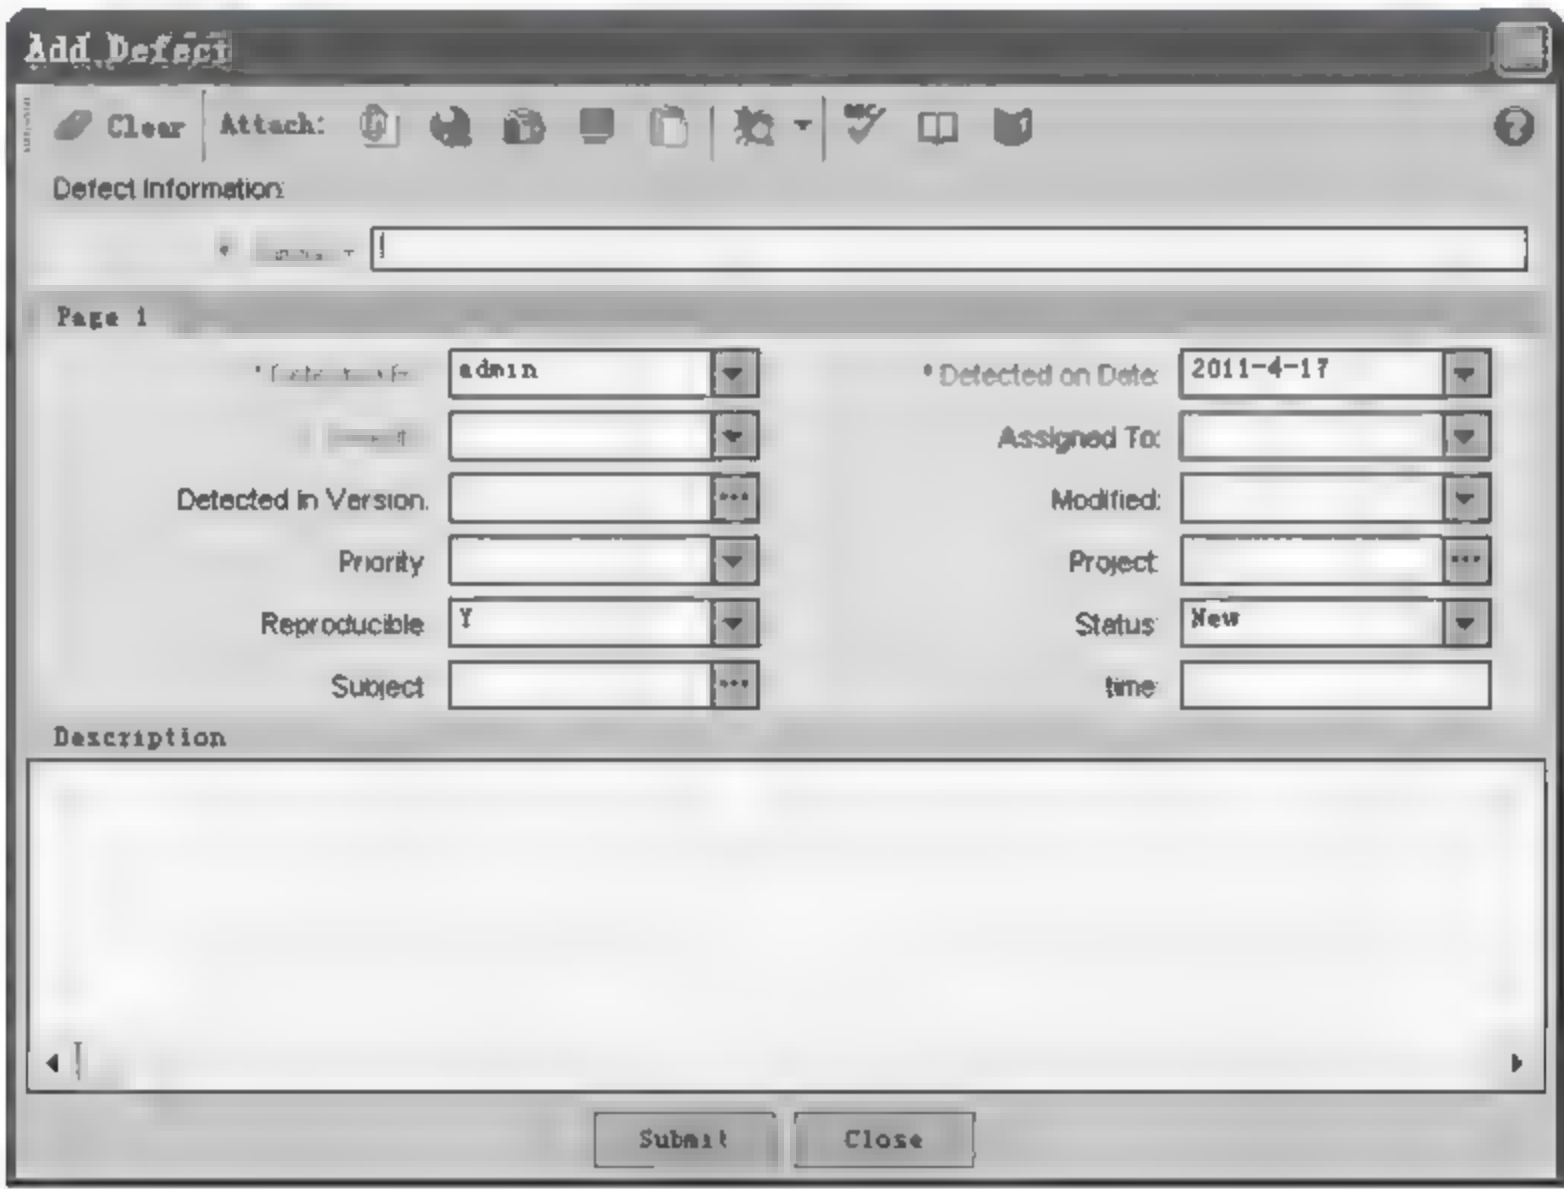 Add Defect
Clear Attach:
Defect Information:
Page 1
admin * Detected on Date: 2011-4-17
Assigned To:
Detected in Version: Modified:
Priority Project:
Reproducible Y Status: New
Subject time:
Description
Submit Close